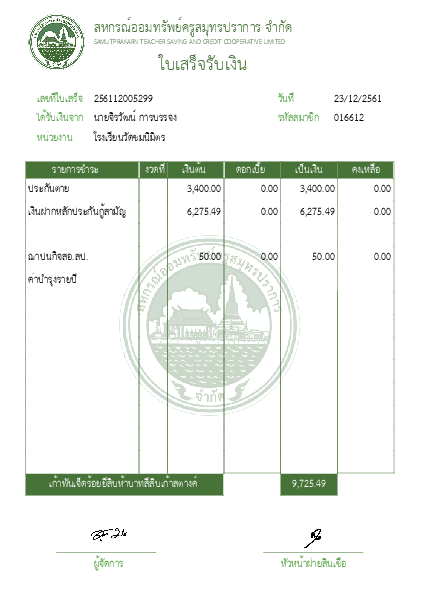 สหกรณ์ออมทรัพย์ครูสมุทรปราการ จำกัด
SAMUTPRAKARN TEACHER SAVING AND CREDIT COOPERATIVE LIMITED.
ใบเสร็จรับเงิน
เลขที่ใบเสร็จ 256112005299 วันที่ 23/12/2561
ได้รับเงินจาก นายจิรวัฒน์ การบรรจง รหัสสมาชิก 016612
หน่วยงาน โรงเรียนวัดขมนิมิตร
รายการชำระ งวดที่ เงินต้น ดอกเบี้ย เป็นเงิน คงเหลือ
ประกันตาย 3,400.00 0.00 3,400.00 0.00
เงินฝากหลักประกันกู้สามัญ 6,275.49 0.00 6,275.49 0.00
ฌาปนกิจสอ.สป. 50.00 0.00 50.00 0.00
ค่าบำรุงรายปี
สหกรณ์ออมทรัพย์ครูสมุทรปราการ
จำกัด
เก้าพันเจ็ดร้อยยี่สิบห้าบาทสี่สิบเก้าสตางค์ 9,725.49
ผู้จัดการ หัวหน้าฝ่ายสินเชื่อ